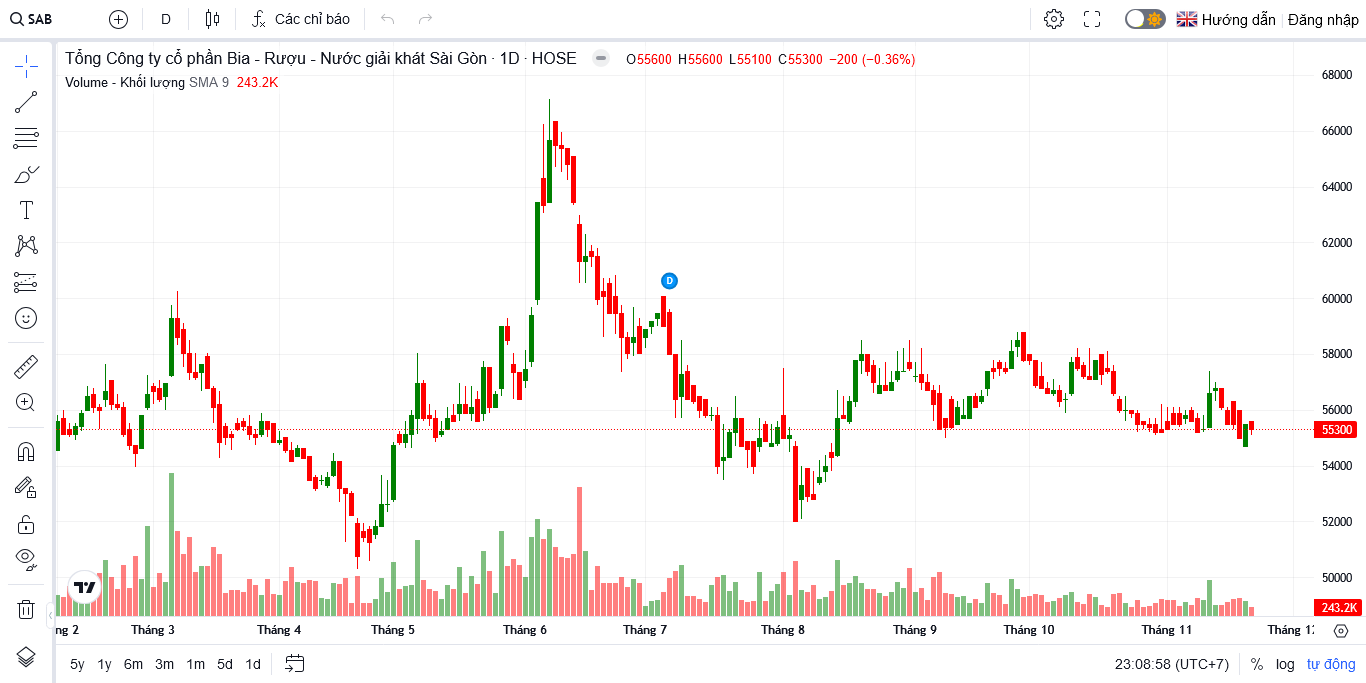 SAB D Các chỉ báo Hướng dẫn Đăng nhập
Tổng Công ty cổ phần Bia - Rượu - Nước giải khát Sài Gòn · 1D · HOSE O55600 H55600 L55100 C55300 −200 (−0.36%)
Volume - Khối lượng SMA 9 243.2K
68000
66000
64000
62000
60000
58000
56000
55300
54000
52000
50000
243.2K
D
ng 2 Tháng 3 Tháng 4 Tháng 5 Tháng 6 Tháng 7 Tháng 8 Tháng 9 Tháng 10 Tháng 11 Tháng 1
5y 1y 6m 3m 1m 5d 1d 23:08:58 (UTC+7) % log tự động